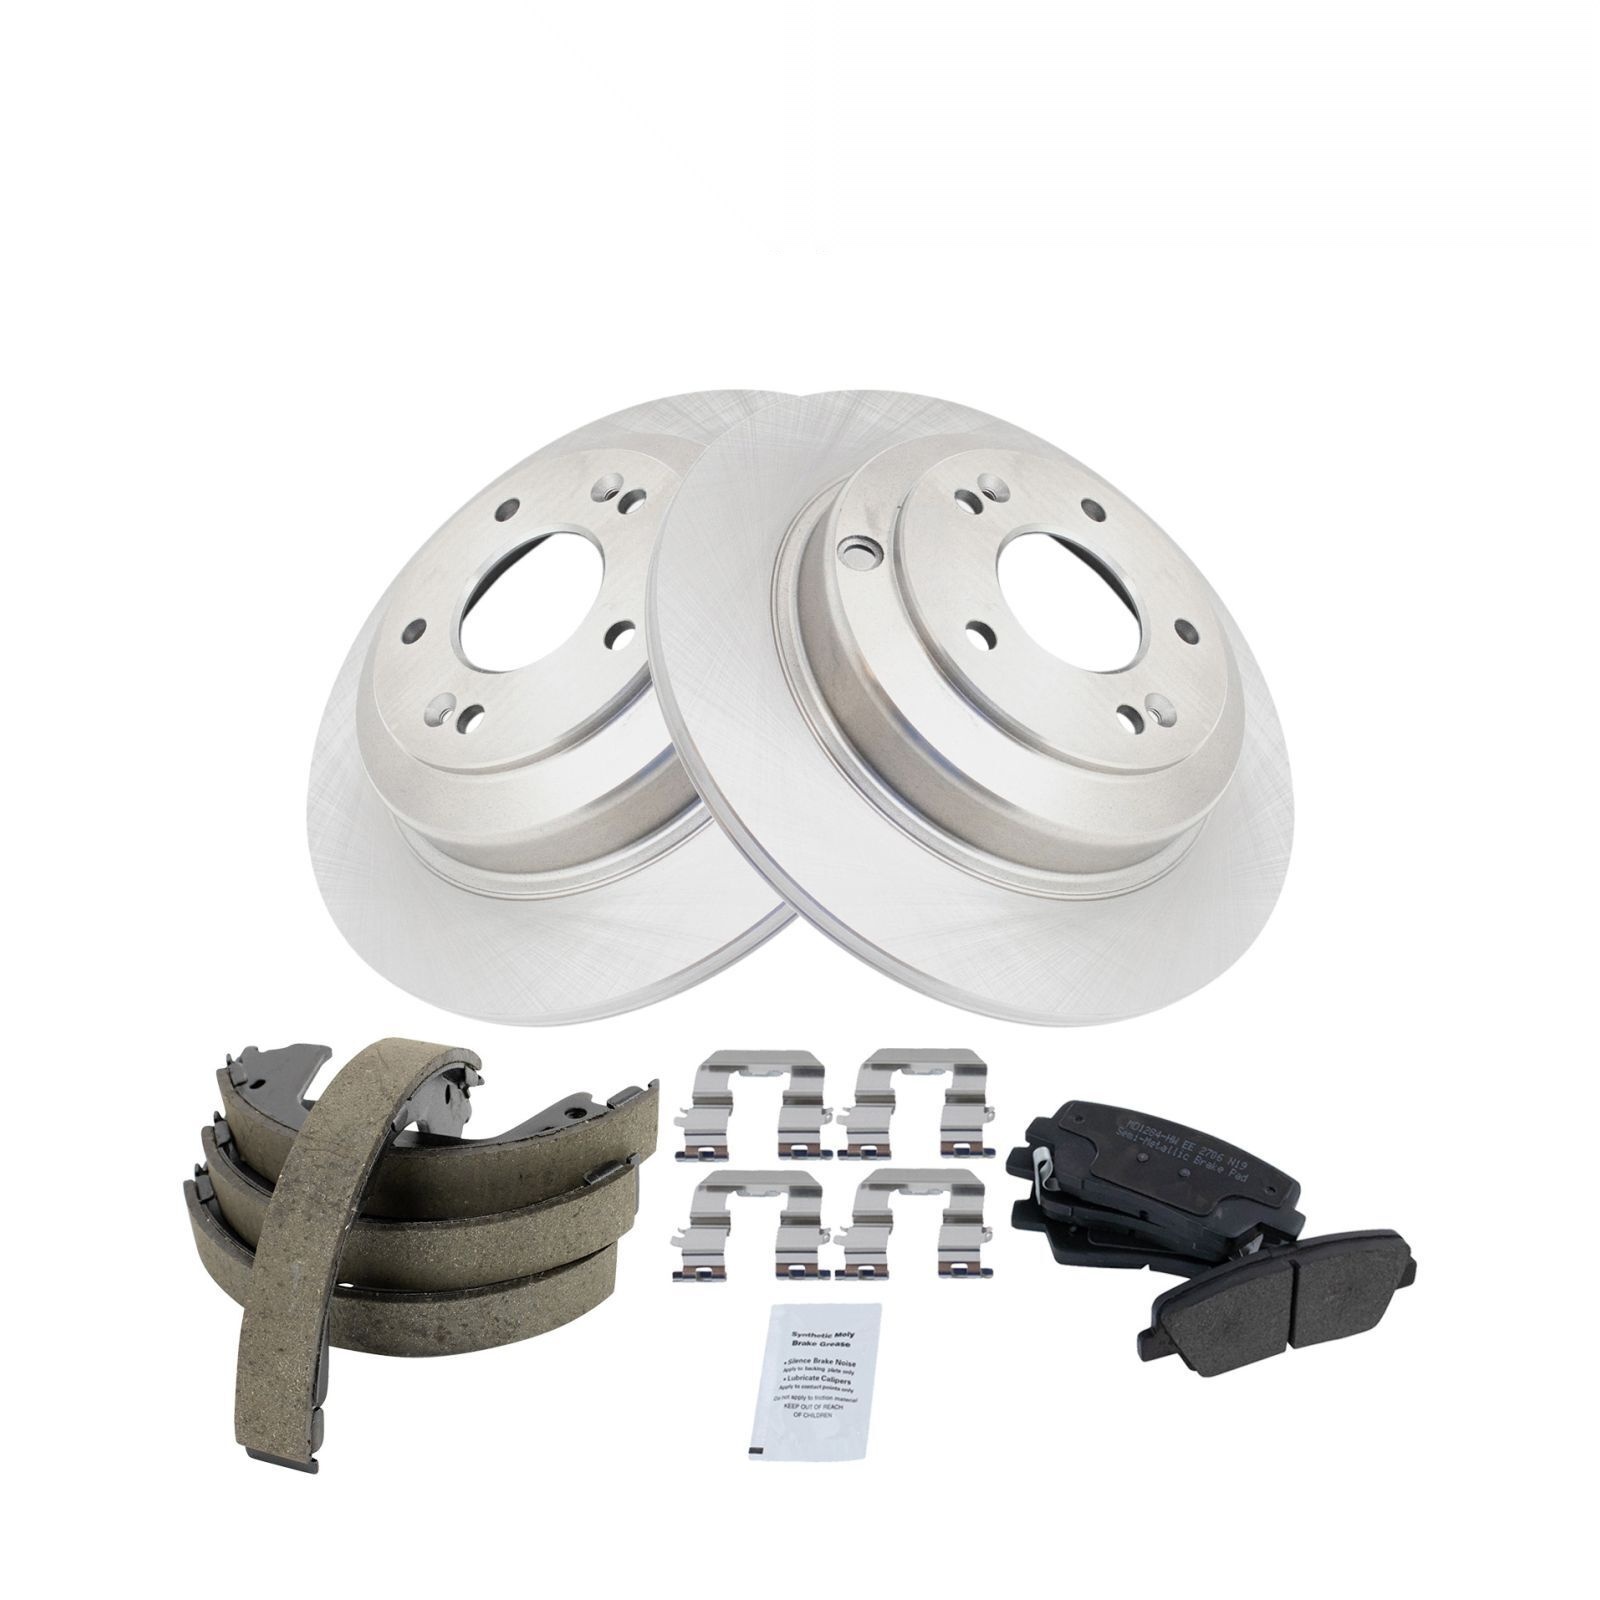 MD1284-HW EE 2706 N19
Semi-Metallic Brake Pad
Synthetic Moly
Brake Grease
• Silence Brake Noise
Apply to backing plate only
• Lubricate Calipers
Apply to contact points only
Do not apply to friction material
KEEP OUT OF REACH
OF CHILDREN